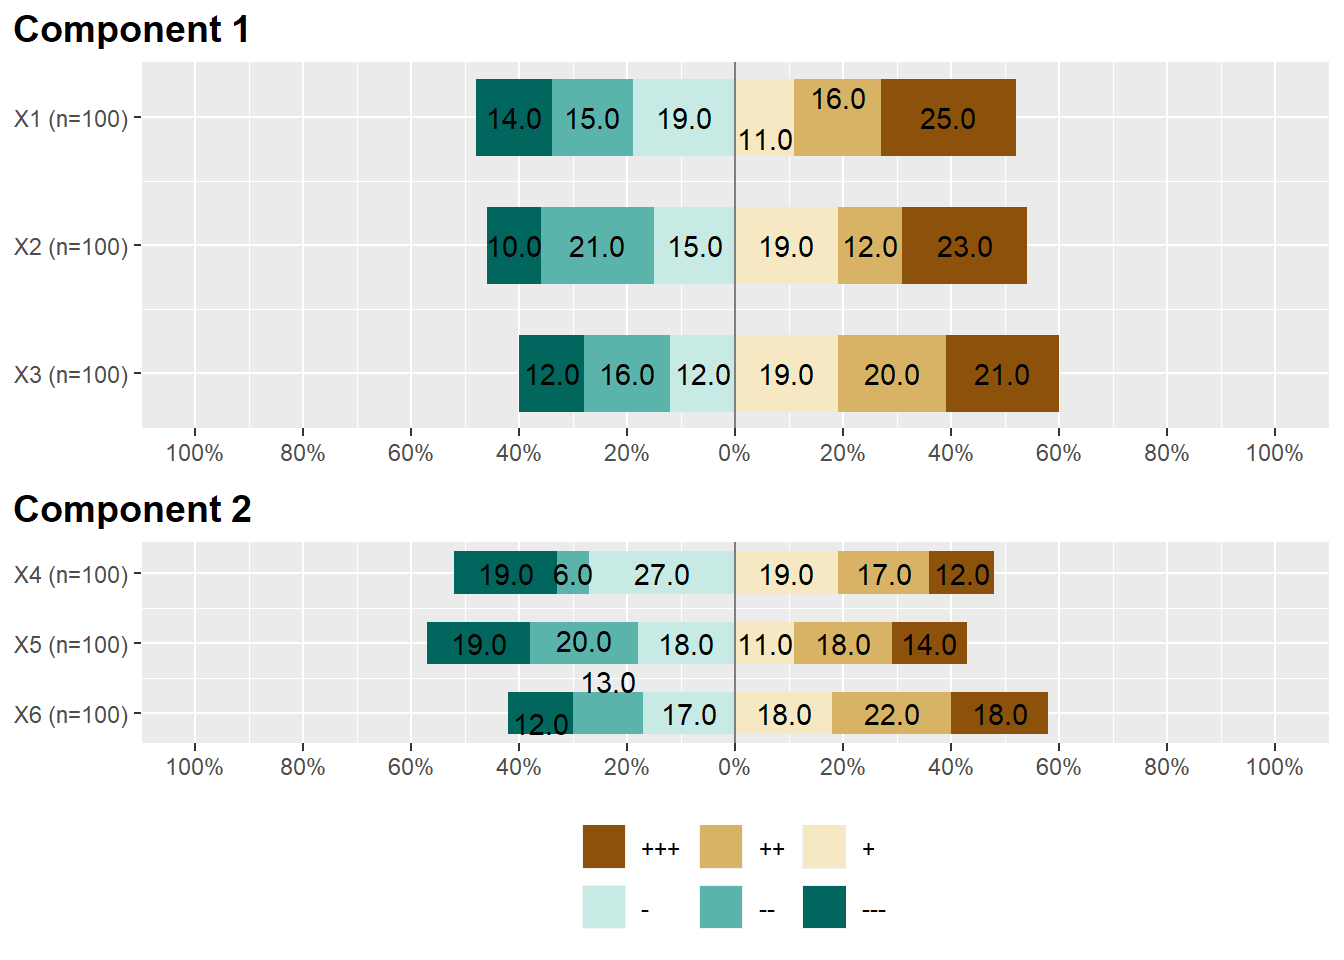 Component 1
X1 (n=100) 14.0 15.0 19.0 11.0 16.0 25.0
X2 (n=100) 10.0 21.0 15.0 19.0 12.0 23.0
X3 (n=100) 12.0 16.0 12.0 19.0 20.0 21.0
100% 80% 60% 40% 20% 0% 20% 40% 60% 80% 100%
Component 2
X4 (n=100) 19.0 6.0 27.0 19.0 17.0 12.0
X5 (n=100) 19.0 20.0 18.0 11.0 18.0 14.0
X6 (n=100) 12.0 13.0 17.0 18.0 22.0 18.0
100% 80% 60% 40% 20% 0% 20% 40% 60% 80% 100%
+++ ++ +
- -- ---